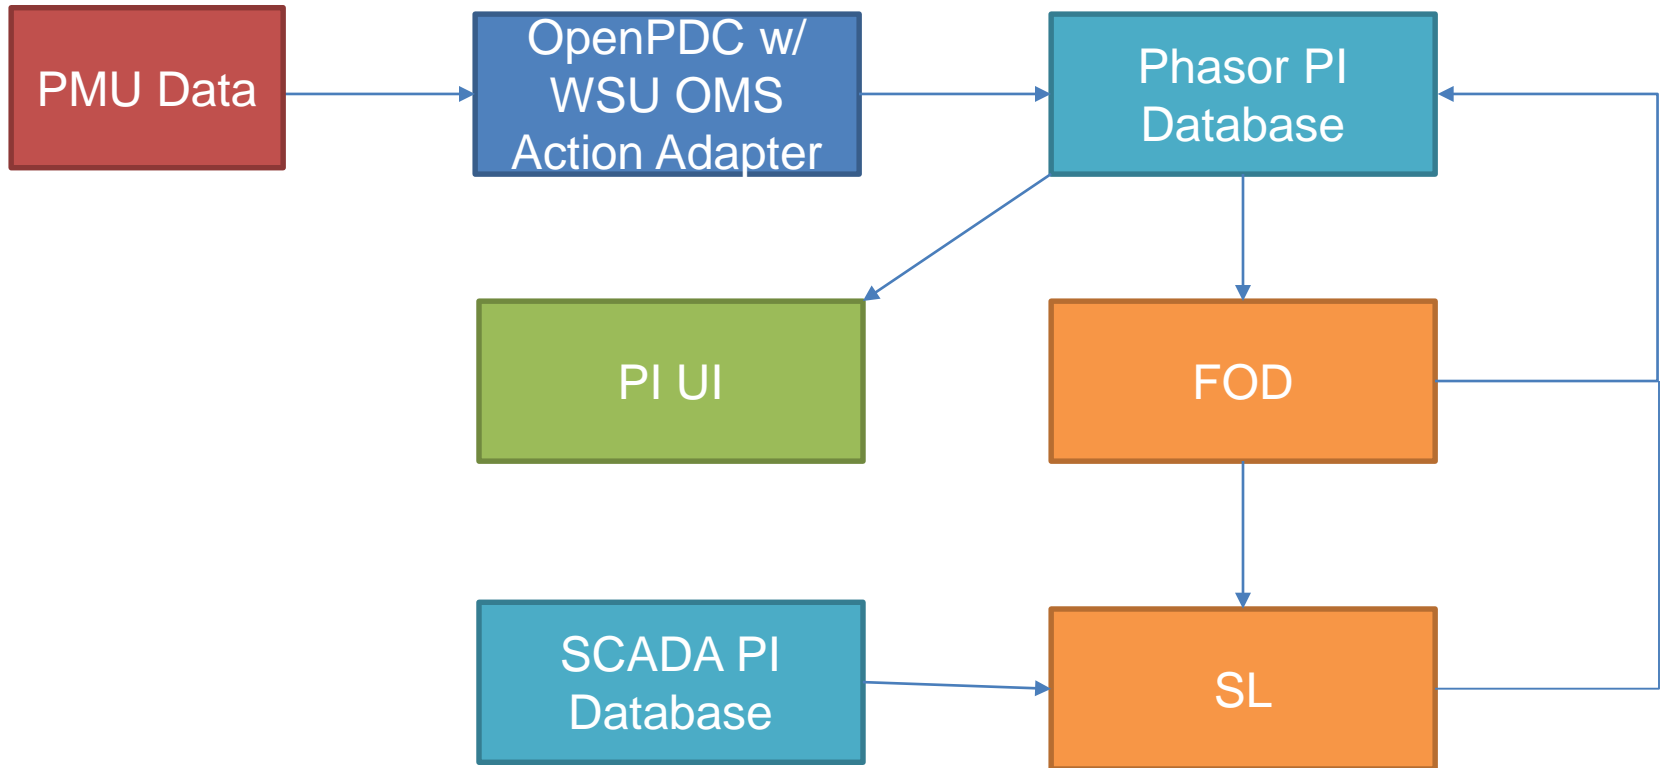 PMU Data
OpenPDC w/
WSU OMS
Action Adapter
Phasor PI
Database
PI UI
FOD
SCADA PI
Database
SL